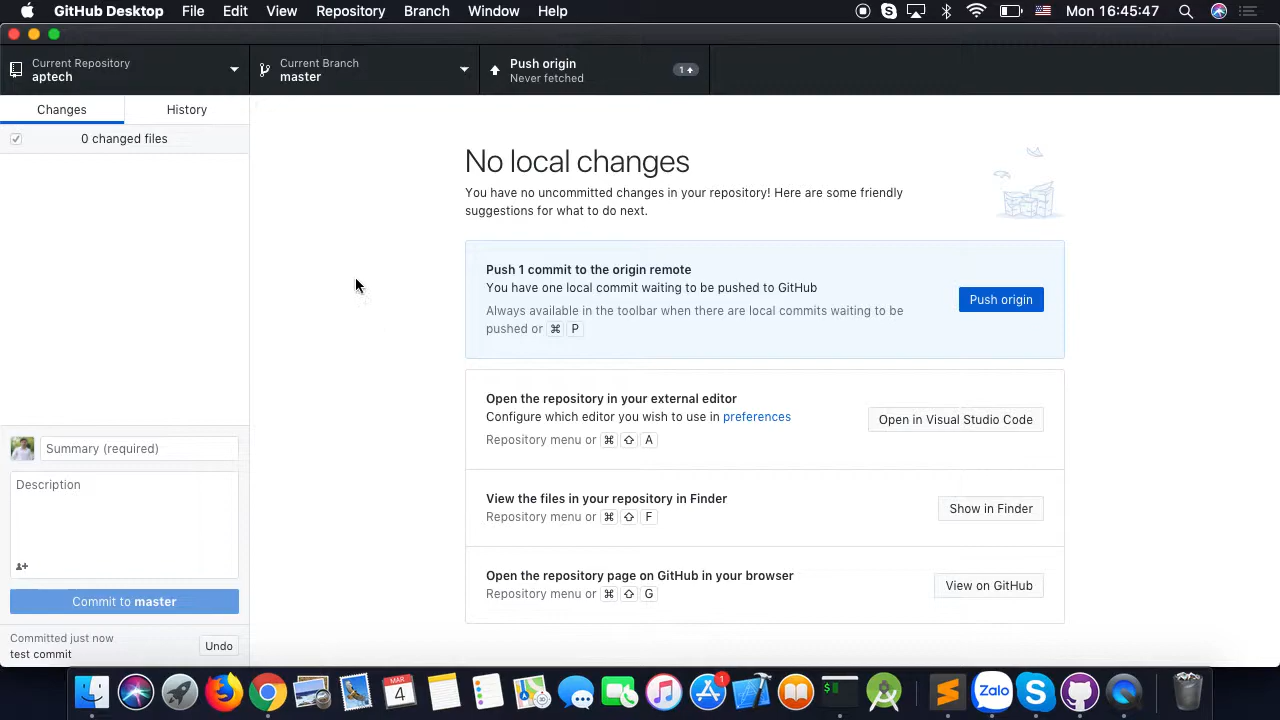 GitHub Desktop File Edit View Repository Branch Window Help Mon 16:45:47
Current Repository
aptech
Current Branch
master
Push origin
Never fetched
1
Changes History
0 changed files
No local changes
You have no uncommitted changes in your repository! Here are some friendly
suggestions for what to do next.
Push 1 commit to the origin remote
You have one local commit waiting to be pushed to GitHub
Always available in the toolbar when there are local commits waiting to be
pushed or ⌘ P
Push origin
Open the repository in your external editor
Configure which editor you wish to use in preferences
Repository menu or ⌘ ⇧ A
Open in Visual Studio Code
View the files in your repository in Finder
Repository menu or ⌘ ⇧ F
Show in Finder
Open the repository page on GitHub in your browser
Repository menu or ⌘ ⇧ G
View on GitHub
Summary (required)
Description
Commit to master
Committed just now
test commit
Undo
MAR
4
1
$
Zalo